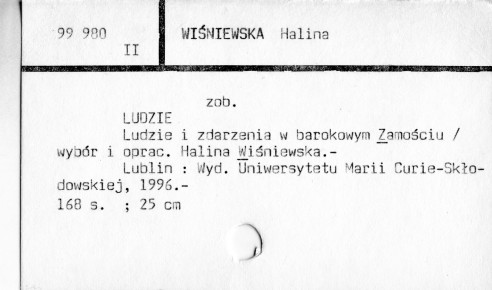 99 980 WIŚNIEWSKA Halina
II
zob.
LUDZIE
Ludzie i zdarzenia w barokowym Zamościu /
wybór i oprac. Halina Wiśniewska.-
Lublin : Wyd. Uniwersytetu Marii Curie-Skło-
dowskiej, 1996.-
168 s. ; 25 cm